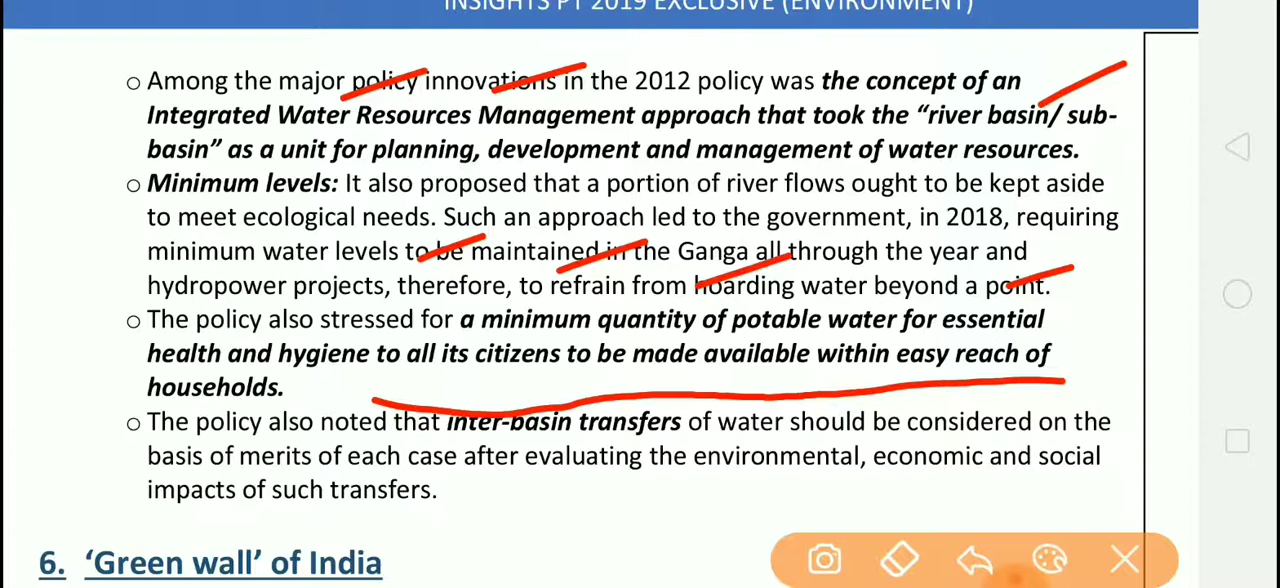 INSIGHTS PT 2019 EXCLUSIVE (ENVIRONMENT)
o Among the major policy innovations in the 2012 policy was the concept of an
Integrated Water Resources Management approach that took the “river basin/ sub-
basin” as a unit for planning, development and management of water resources.
o Minimum levels: It also proposed that a portion of river flows ought to be kept aside
to meet ecological needs. Such an approach led to the government, in 2018, requiring
minimum water levels to be maintained in the Ganga all through the year and
hydropower projects, therefore, to refrain from hoarding water beyond a point.
o The policy also stressed for a minimum quantity of potable water for essential
health and hygiene to all its citizens to be made available within easy reach of
households.
o The policy also noted that inter-basin transfers of water should be considered on the
basis of merits of each case after evaluating the environmental, economic and social
impacts of such transfers.
6. ‘Green wall’ of India